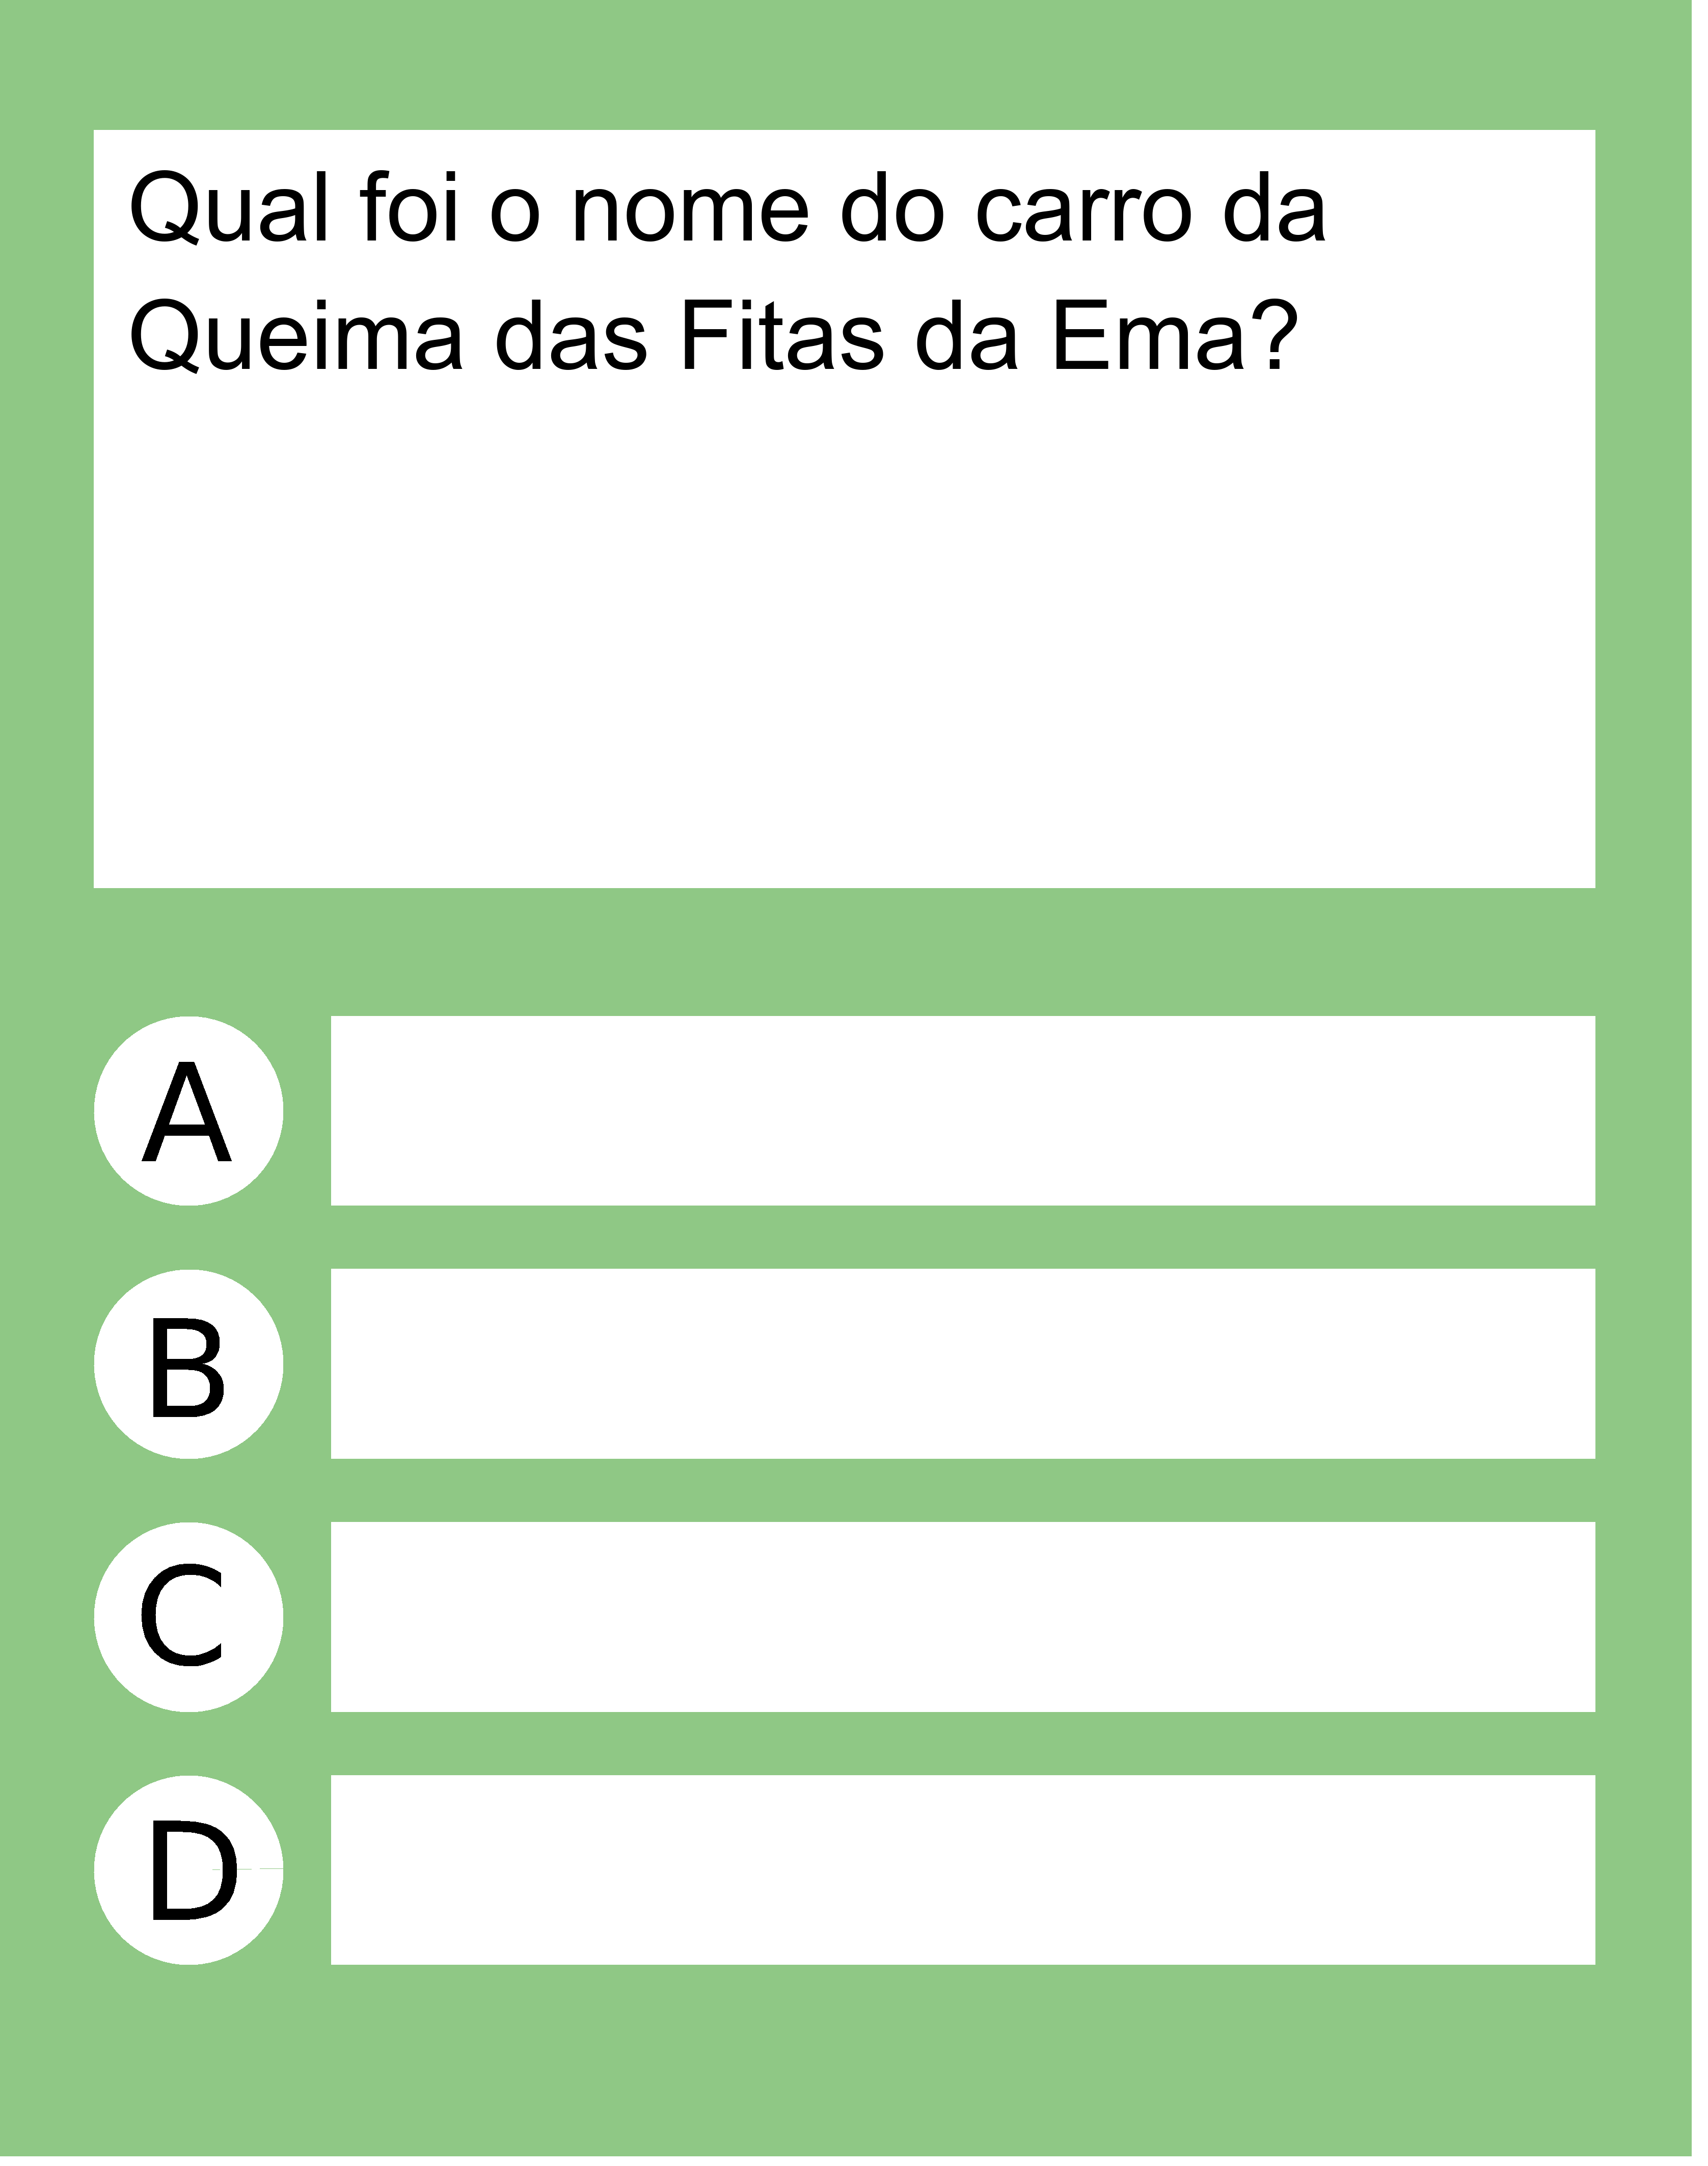 Qual foi o nome do carro da
Queima das Fitas da Ema?
A
B
C
D